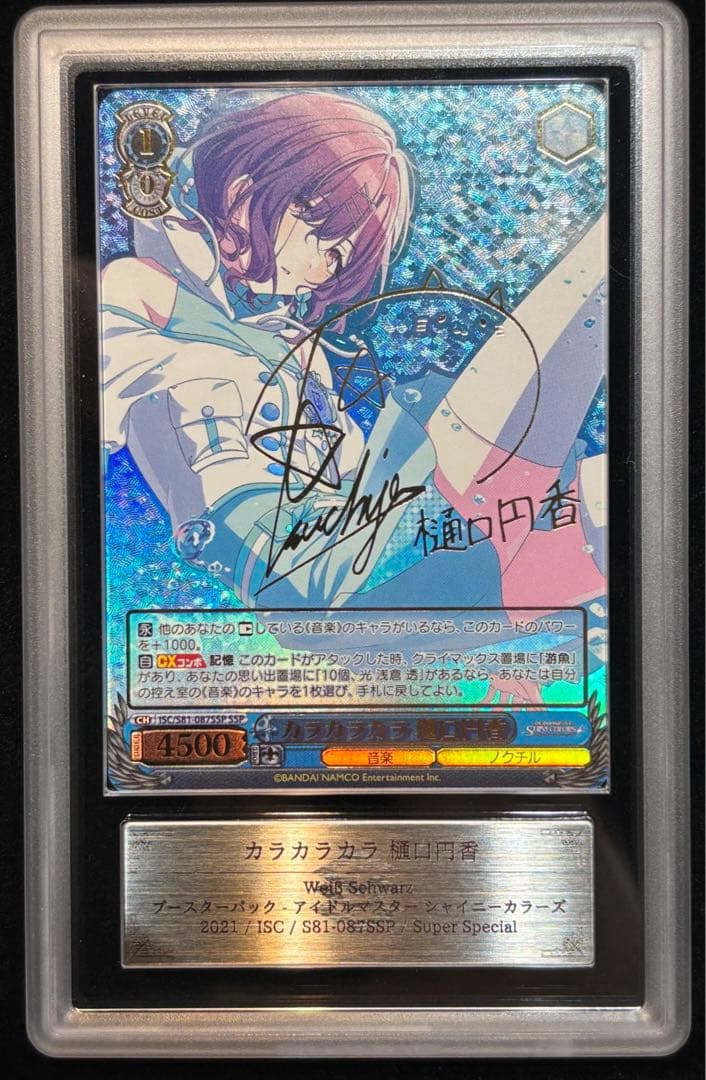 LEVEL
1
0
COST
樋口円香
永 他のあなたの している《音楽》のキャラがいるなら、このカードのパワー
を+1000。
自 CXコンボ 記憶 このカードがアタックした時、クライマックス置場に「游魚」
があり、あなたの思い出置場に「10個、光 浅倉 透」があるなら、あなたは自分
の控え室の《音楽》のキャラを1枚選び、手札に戻してよい。
CH ISC/S81-087SSP SSP
カラカラカラ 樋口円香
SHINYCOLORS
POWER 4500
音楽 ノクチル
©BANDAI NAMCO Entertainment Inc.
カラカラカラ 樋口円香
Weiß Schwarz
ブースターパック - アイドルマスター シャイニーカラーズ
2021 / ISC / S81-087SSP / Super Special